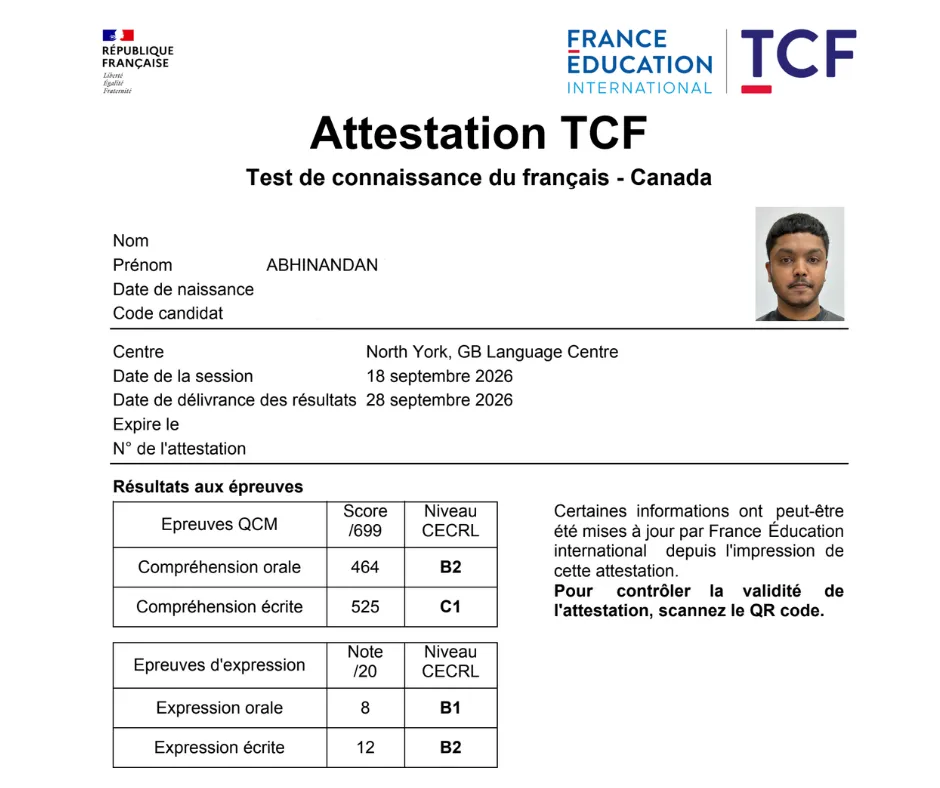 RÉPUBLIQUE
FRANÇAISE
Liberté
Égalité
Fraternité
FRANCE
ÉDUCATION
INTERNATIONAL
TCF
Attestation TCF
Test de connaissance du français - Canada
Nom
Prénom ABHINANDAN
Date de naissance
Code candidat
Centre North York, GB Language Centre
Date de la session 18 septembre 2026
Date de délivrance des résultats 28 septembre 2026
Expire le
N° de l'attestation
Résultats aux épreuves
Epreuves QCM Score /699 Niveau CECRL
Compréhension orale 464 B2
Compréhension écrite 525 C1
Epreuves d'expression Note /20 Niveau CECRL
Expression orale 8 B1
Expression écrite 12 B2
Certaines informations ont peut-être
été mises à jour par France Éducation
international depuis l'impression de
cette attestation.
Pour contrôler la validité de
l'attestation, scannez le QR code.